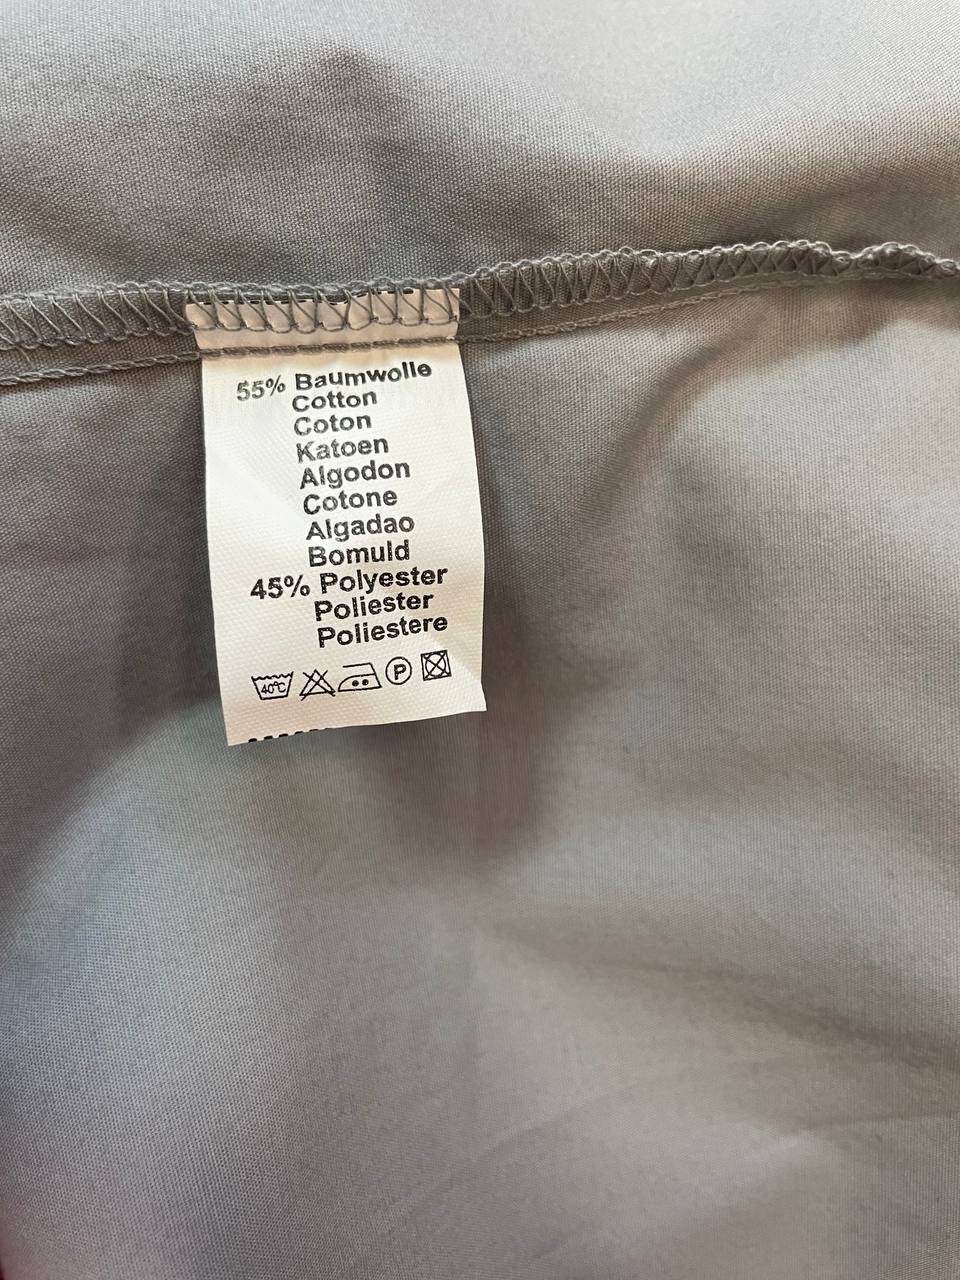 55% Baumwolle
Cotton
Coton
Katoen
Algodon
Cotone
Algadao
Bomuld
45% Polyester
Poliester
Poliestere
40°C P